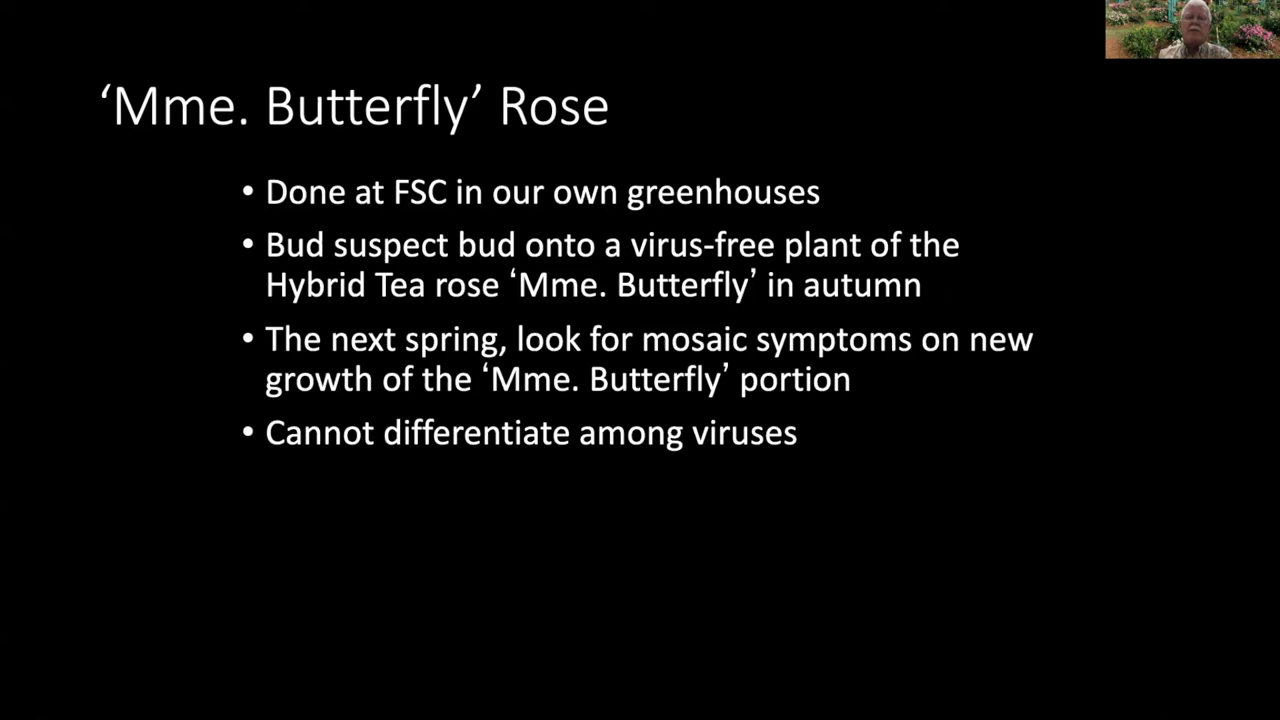 ‘Mme. Butterfly’ Rose
• Done at FSC in our own greenhouses
• Bud suspect bud onto a virus-free plant of the
Hybrid Tea rose ‘Mme. Butterfly’ in autumn
• The next spring, look for mosaic symptoms on new
growth of the ‘Mme. Butterfly’ portion
• Cannot differentiate among viruses